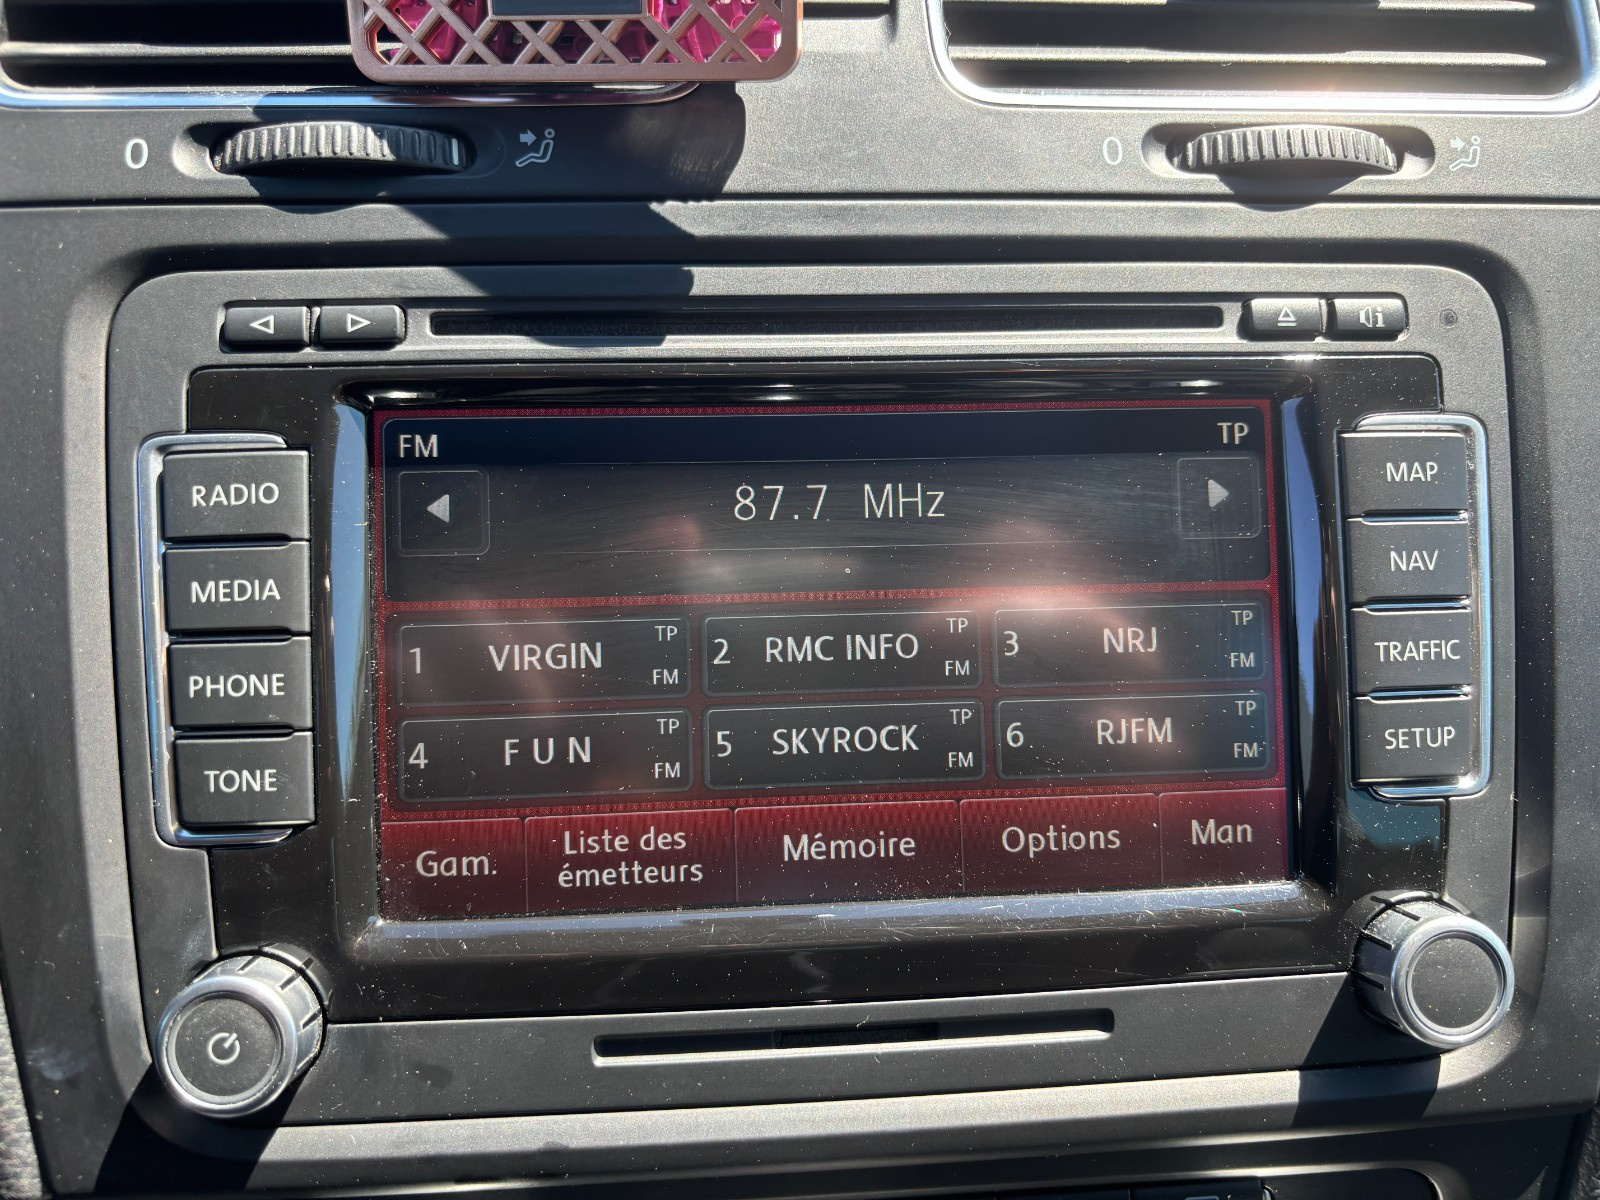 0
0
FM
TP
87.7 MHz
RADIO
MEDIA
PHONE
TONE
1 VIRGIN TP FM
2 RMC INFO TP FM
3 NRJ TP FM
4 F U N TP FM
5 SKYROCK TP FM
6 RJFM TP FM
Gam.
Liste des
émetteurs
Mémoire
Options
Man
MAP
NAV
TRAFFIC
SETUP